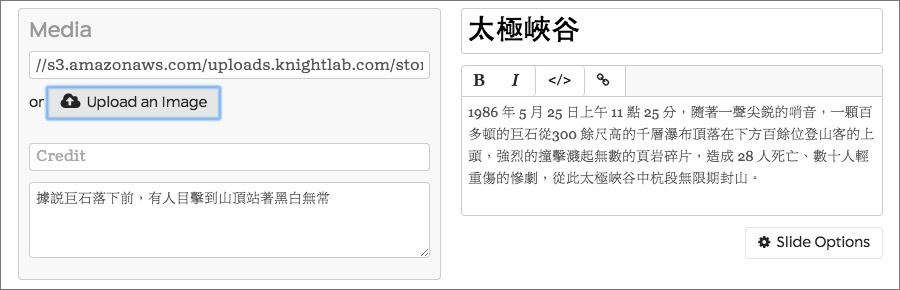 Media
//s3.amazonaws.com/uploads.knightlab.com/stor
or Upload an Image
Credit
據説巨石落下前，有人目擊到山頂站著黑白無常
太極峽谷
B I </>
1986 年 5 月 25 日上午 11 點 25 分，隨著一聲尖銳的哨音，一顆百
多頓的巨石從300 餘尺高的千層瀑布頂落在下方百餘位登山客的上
頭，強烈的撞擊濺起無數的頁岩碎片，造成 28 人死亡、數十人輕
重傷的慘劇，從此太極峽谷中杭段無限期封山。
Slide Options